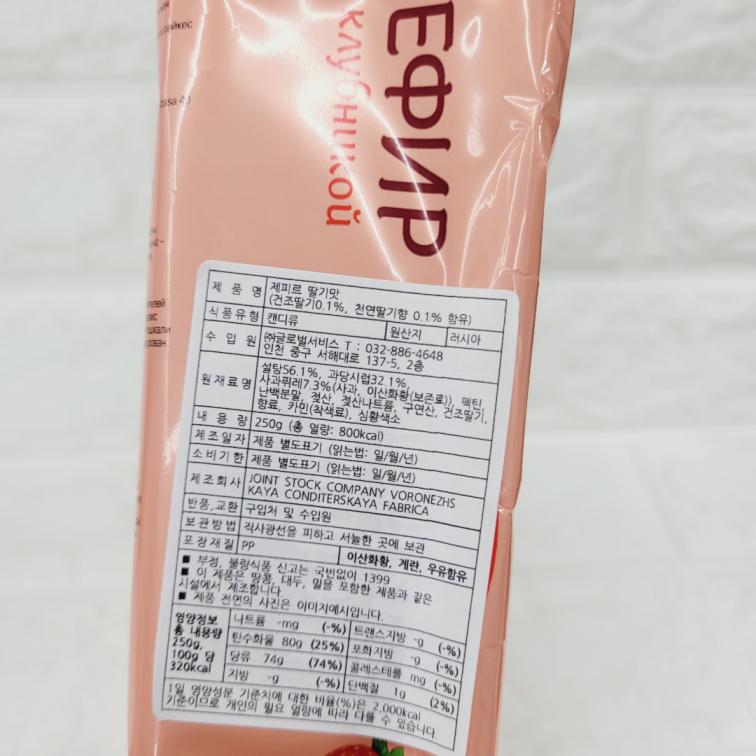 ЕФИР
клубникой
сойкес
casa 4
제 품 명 제피르 딸기맛
(건조딸기0.1%, 천연딸기향 0.1% 함유)
식품유형 캔디류 원산지 러시아
수 입 원 ㈜글로벌서비스 T : 032-886-4648
인천 중구 서해대로 137-5, 2층
원재료명 설탕56.1%, 과당시럽32.1%,
사과퓌레7.3%(사과, 이산화황(보존료)), 펙틴,
난백분말, 젖산, 젖산나트륨, 구연산, 건조딸기,
향료, 카민(착색료), 심황색소
내 용 량 250g (총 열량: 800kcal)
제조일자 제품 별도표기 (읽는법: 일/월/년)
소비기한 제품 별도표기 (읽는법: 일/월/년)
제조회사 JOINT STOCK COMPANY VORONEZHS
KAYA CONDITERSKAYA FABRICA
반품,교환 구입처 및 수입원
보관방법 직사광선을 피하고 서늘한 곳에 보관
포장재질 PP 이산화황, 계란, 우유함유
■ 부정, 불량식품 신고는 국번없이 1399
■ 이 제품은 땅콩, 대두, 밀을 포함한 제품과 같은
시설에서 제조합니다.
■ 제품 전면의 사진은 이미지예시입니다.
영양정보
총 내용량
250g,
100g 당
320kcal
나트륨 -mg (-%) 트랜스지방 -g (-%)
탄수화물 80g (25%) 포화지방 -g (-%)
당류 74g (74%) 콜레스테롤 mg (-%)
지방 -g (-%) 단백질 1g (2%)
1일 영양성분 기준치에 대한 비율(%)은 2,000kcal
기준이므로 개인의 필요 열량에 따라 다를 수 있습니다.